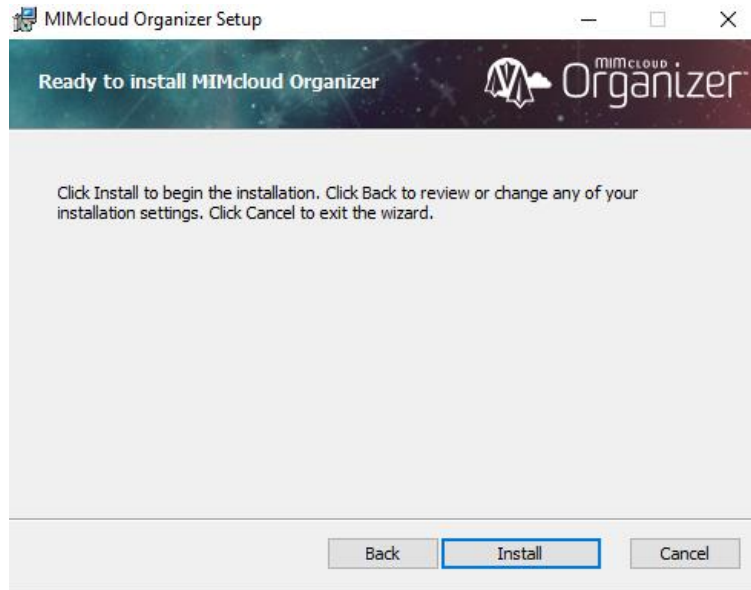 MIMcloud Organizer Setup
Ready to install MIMcloud Organizer
MIMCLOUD
Organizer
Click Install to begin the installation. Click Back to review or change any of your
installation settings. Click Cancel to exit the wizard.
Back
Install
Cancel